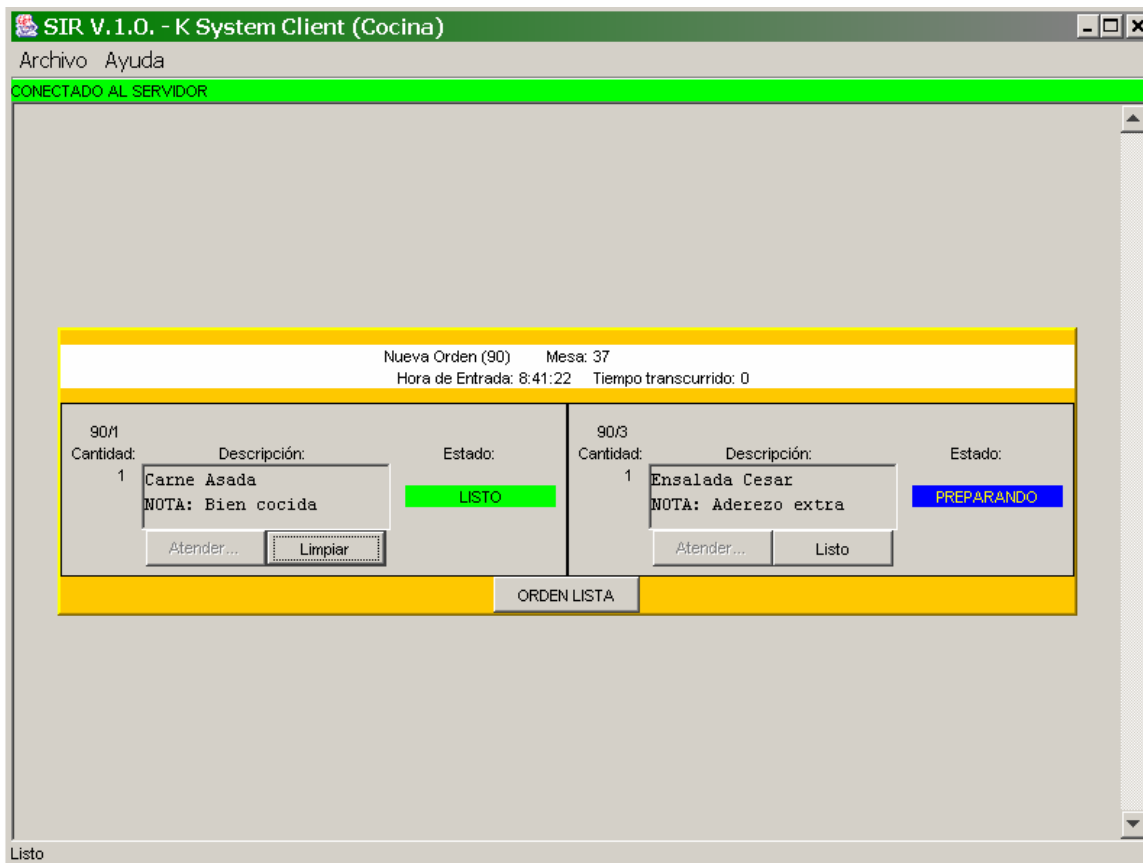 SIR V.1.0. - K System Client (Cocina)
Archivo Ayuda
CONECTADO AL SERVIDOR
Nueva Orden (90) Mesa: 37
Hora de Entrada: 8:41:22 Tiempo transcurrido: 0
90/1
Cantidad: Descripción: Estado:
1 Carne Asada
NOTA: Bien cocida
LISTO
Atender... Limpiar
90/3
Cantidad: Descripción: Estado:
1 Ensalada Cesar
NOTA: Aderezo extra
PREPARANDO
Atender... Listo
ORDEN LISTA
Listo